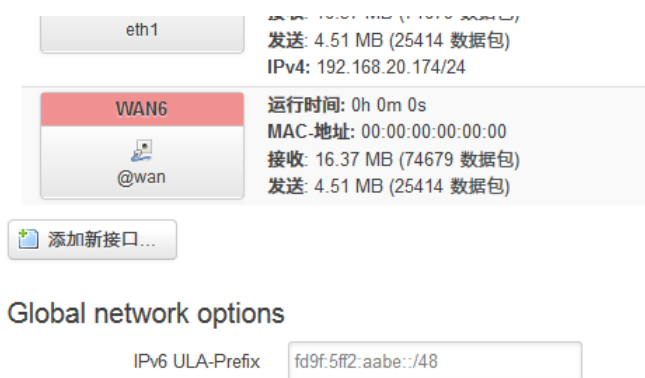 eth1
发送: 4.51 MB (25414 数据包)
IPv4: 192.168.20.174/24
WAN6
运行时间: 0h 0m 0s
MAC-地址: 00:00:00:00:00:00
接收: 16.37 MB (74679 数据包)
@wan
发送: 4.51 MB (25414 数据包)
添加新接口...
Global network options
IPv6 ULA-Prefix fd9f:5ff2:aabe::/48